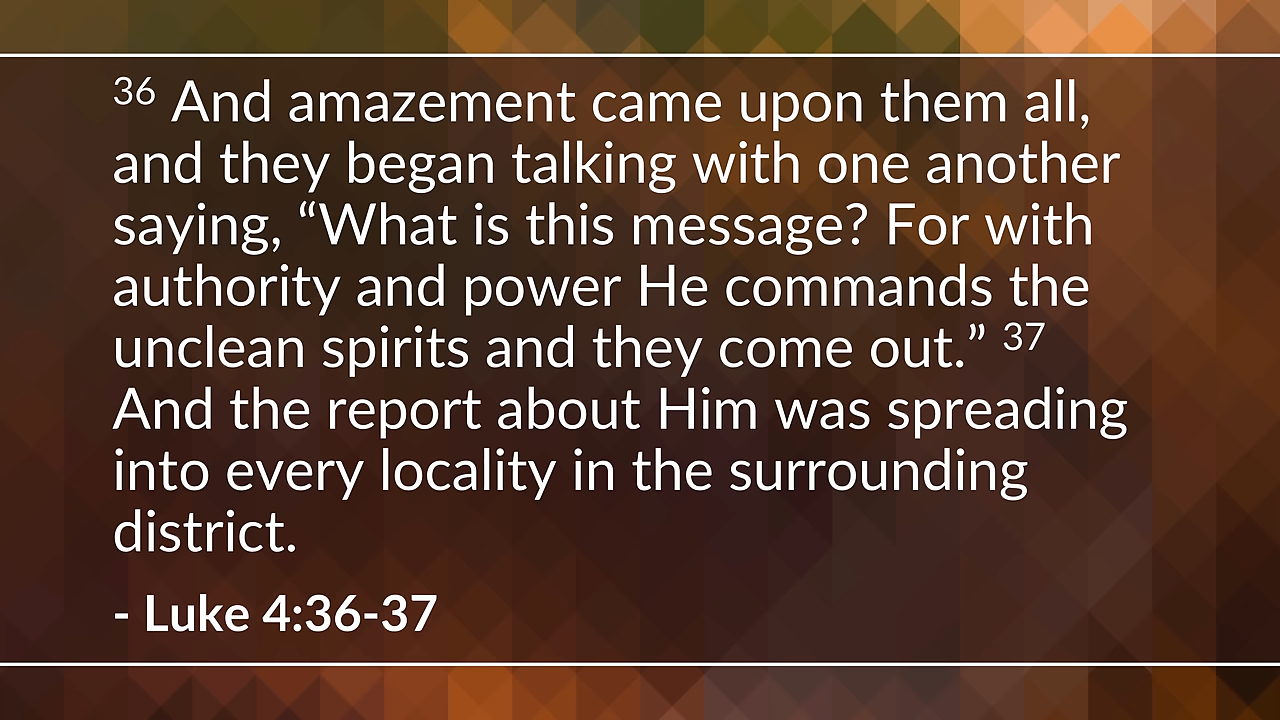 36 And amazement came upon them all,
and they began talking with one another
saying, “What is this message? For with
authority and power He commands the
unclean spirits and they come out.” 37
And the report about Him was spreading
into every locality in the surrounding
district.
- Luke 4:36-37